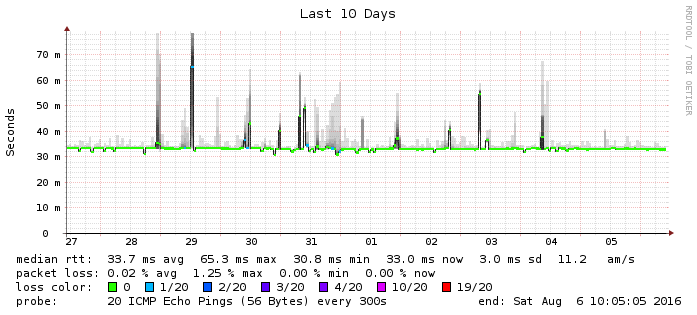 Last 10 Days
RRDTOOL / TOBI OETIKER
Seconds
70 m
60 m
50 m
40 m
30 m
20 m
10 m
0
27 28 29 30 31 01 02 03 04 05
median rtt: 33.7 ms avg 65.3 ms max 30.8 ms min 33.0 ms now 3.0 ms sd 11.2 am/s
packet loss: 0.02 % avg 1.25 % max 0.00 % min 0.00 % now
loss color: 0 1/20 2/20 3/20 4/20 10/20 19/20
probe: 20 ICMP Echo Pings (56 Bytes) every 300s end: Sat Aug 6 10:05:05 2016